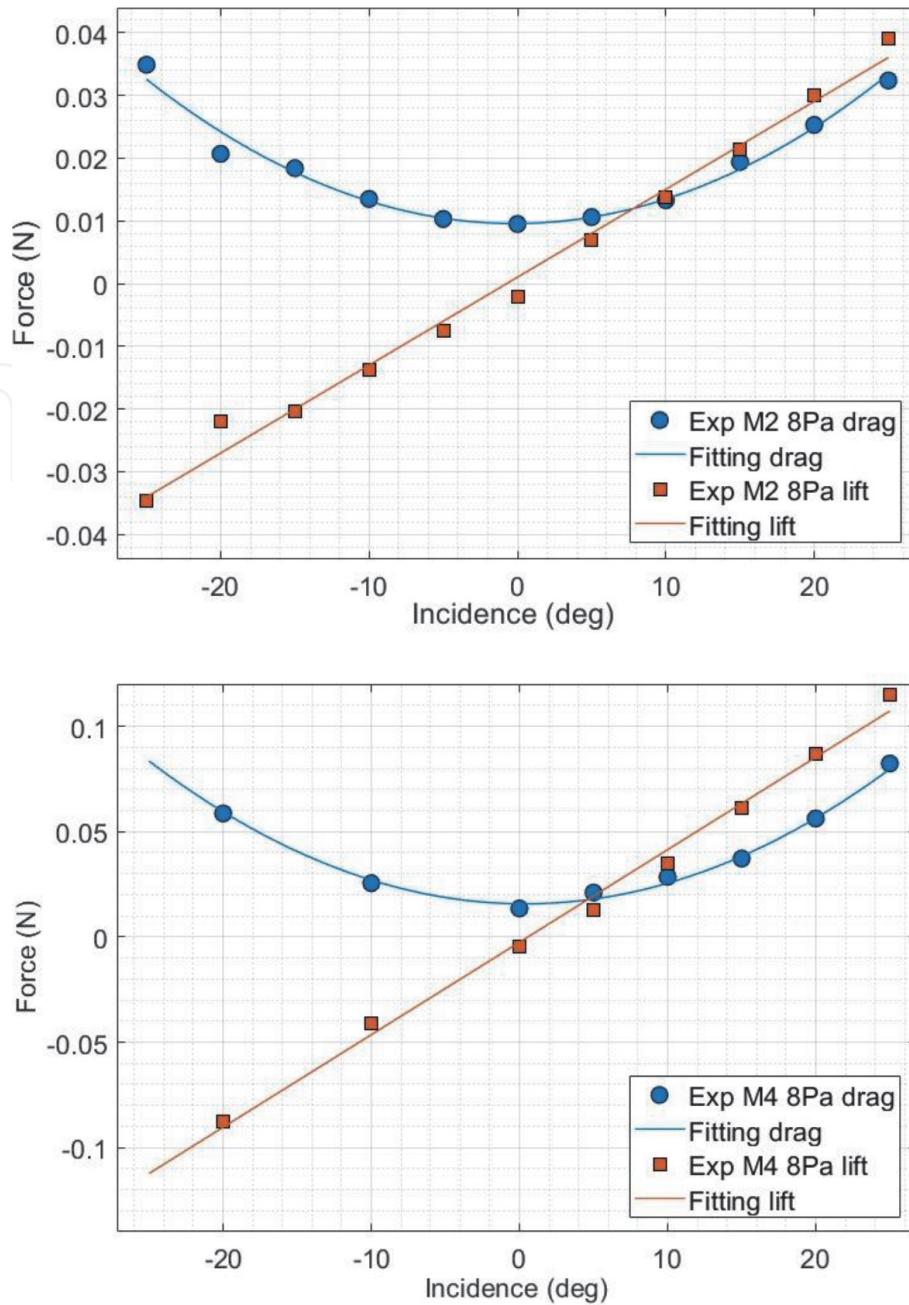 0.04
0.03
0.02
0.01
0
-0.01
-0.02
-0.03
-0.04
Force (N)
Exp M2 8Pa drag
Fitting drag
Exp M2 8Pa lift
Fitting lift
-20 -10 0 10 20
Incidence (deg)
0.1
0.05
0
-0.05
-0.1
Force (N)
Exp M4 8Pa drag
Fitting drag
Exp M4 8Pa lift
Fitting lift
-20 -10 0 10 20
Incidence (deg)